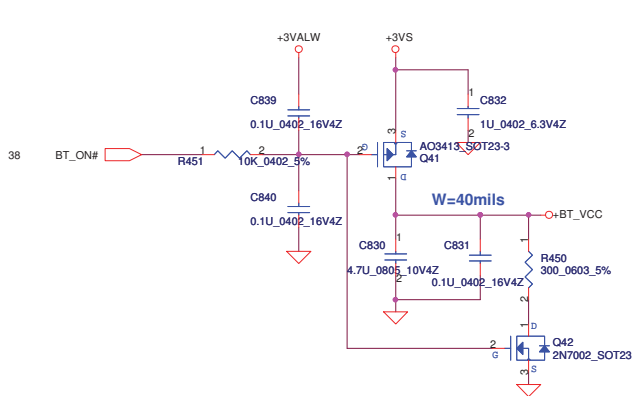 +3VALW
+3VS
C839
0.1U_0402_16V4Z
1
C832
1U_0402_6.3V4Z
2
3
S
38
BT_ON#
1
R451
2
10K_0402_5%
2
G
AO3413_SOT23-3
Q41
1
D
C840
0.1U_0402_16V4Z
W=40mils
+BT_VCC
C830
1
4.7U_0805_10V4Z
2
C831
0.1U_0402_16V4Z
1
R450
300_0603_5%
2
1
D
2
G
Q42
2N7002_SOT23
3
S